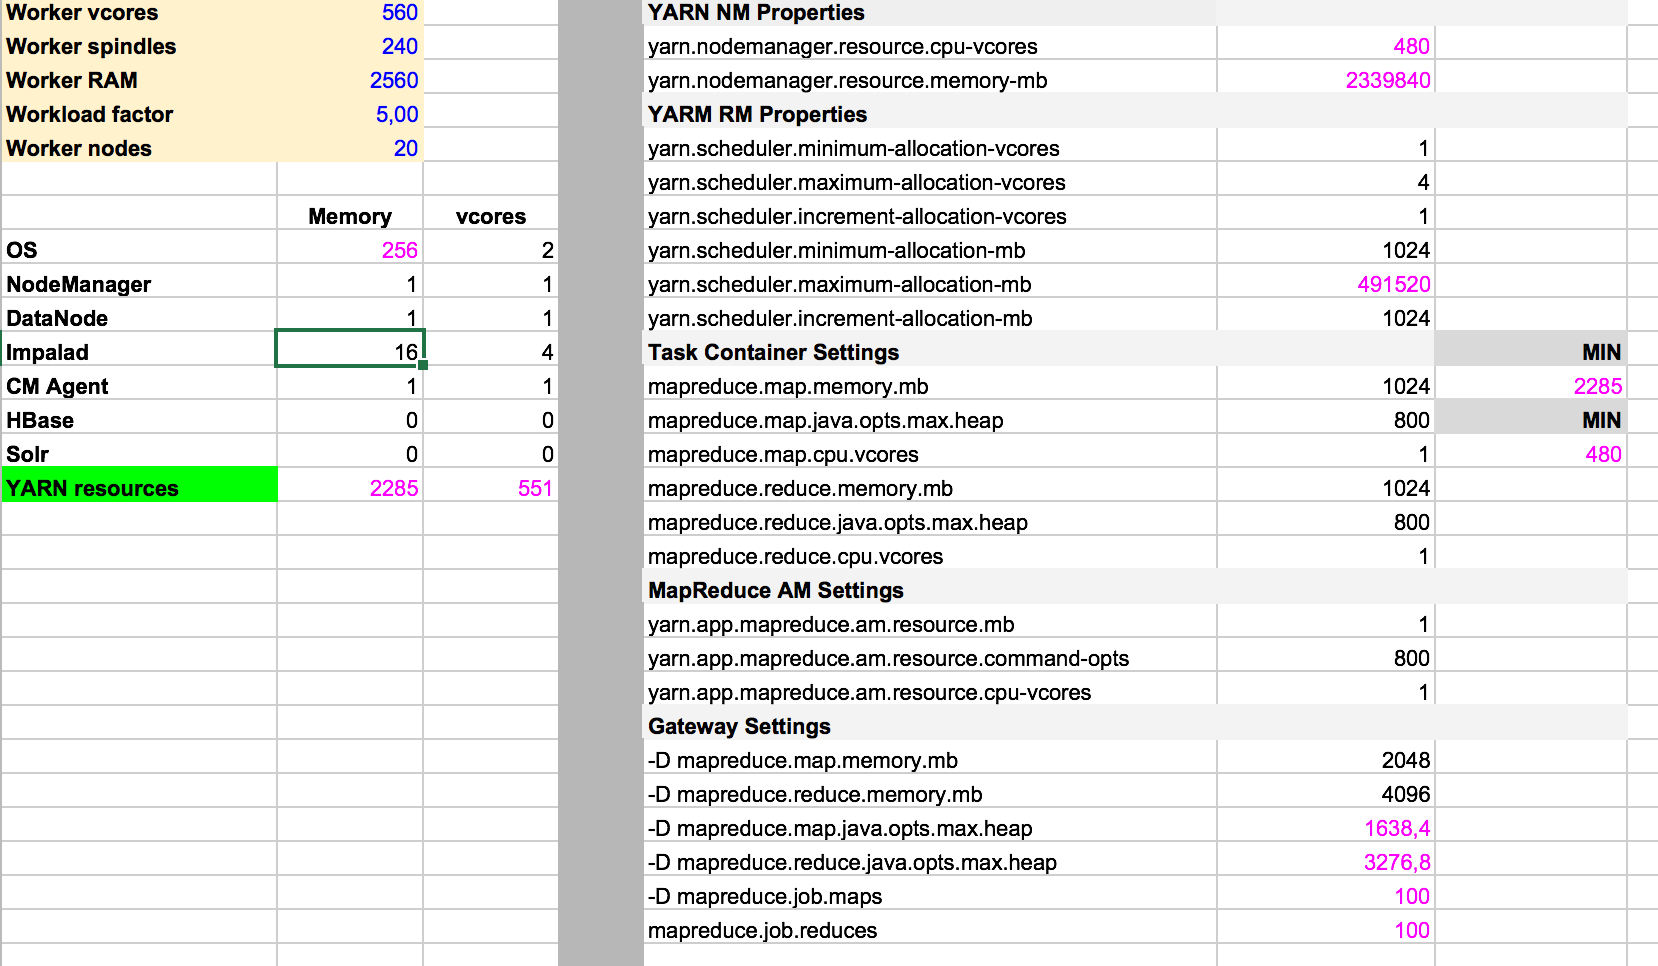 Worker vcores 560
Worker spindles 240
Worker RAM 2560
Workload factor 5,00
Worker nodes 20
Memory vcores
OS 256 2
NodeManager 1 1
DataNode 1 1
Impalad 16 4
CM Agent 1 1
HBase 0 0
Solr 0 0
YARN resources 2285 551
YARN NM Properties
yarn.nodemanager.resource.cpu-vcores 480
yarn.nodemanager.resource.memory-mb 2339840
YARM RM Properties
yarn.scheduler.minimum-allocation-vcores 1
yarn.scheduler.maximum-allocation-vcores 4
yarn.scheduler.increment-allocation-vcores 1
yarn.scheduler.minimum-allocation-mb 1024
yarn.scheduler.maximum-allocation-mb 491520
yarn.scheduler.increment-allocation-mb 1024
Task Container Settings MIN
mapreduce.map.memory.mb 1024 2285
mapreduce.map.java.opts.max.heap 800 MIN
mapreduce.map.cpu.vcores 1 480
mapreduce.reduce.memory.mb 1024
mapreduce.reduce.java.opts.max.heap 800
mapreduce.reduce.cpu.vcores 1
MapReduce AM Settings
yarn.app.mapreduce.am.resource.mb 1
yarn.app.mapreduce.am.resource.command-opts 800
yarn.app.mapreduce.am.resource.cpu-vcores 1
Gateway Settings
-D mapreduce.map.memory.mb 2048
-D mapreduce.reduce.memory.mb 4096
-D mapreduce.map.java.opts.max.heap 1638,4
-D mapreduce.reduce.java.opts.max.heap 3276,8
-D mapreduce.job.maps 100
mapreduce.job.reduces 100